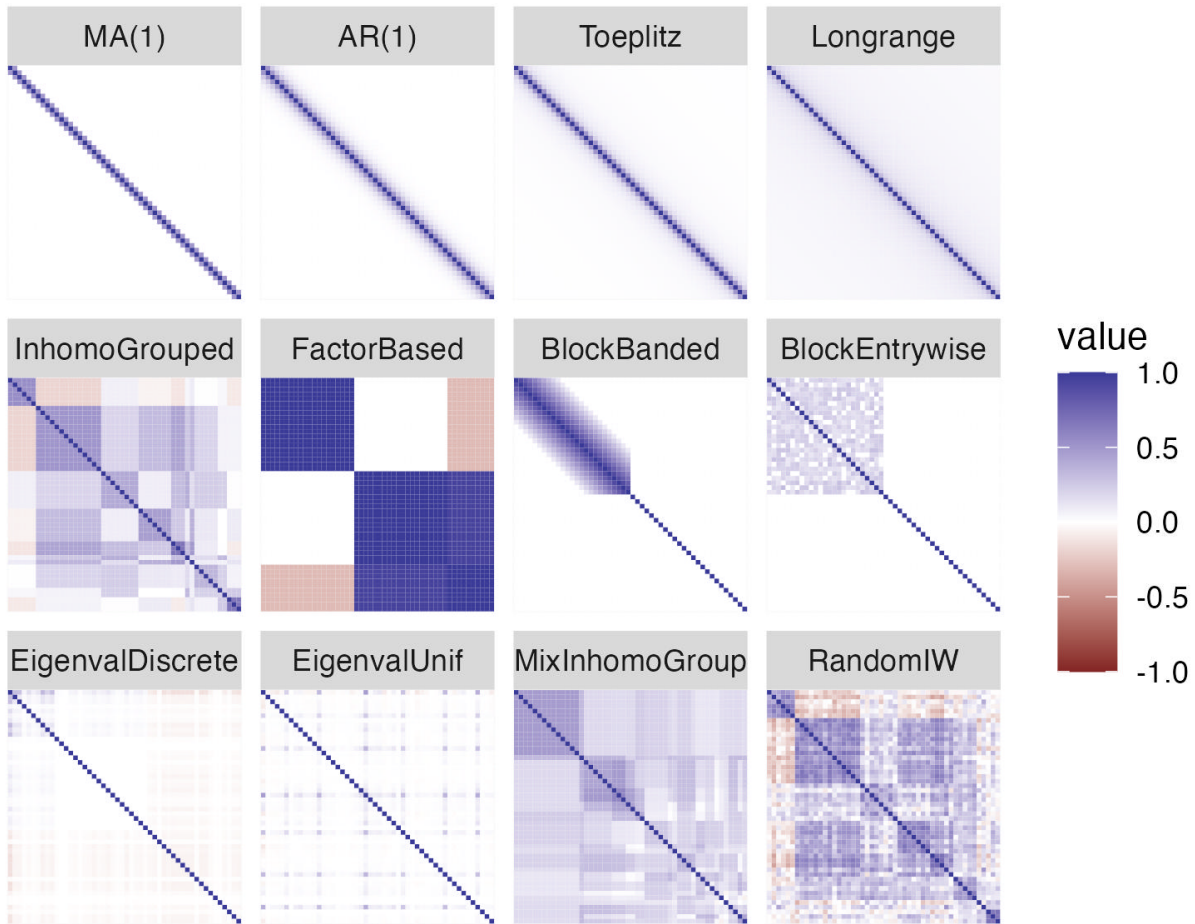 MA(1)
AR(1)
Toeplitz
Longrange
InhomoGrouped
FactorBased
BlockBanded
BlockEntrywise
EigenvalDiscrete
EigenvalUnif
MixInhomoGroup
RandomIW
value
1.0
0.5
0.0
-0.5
-1.0